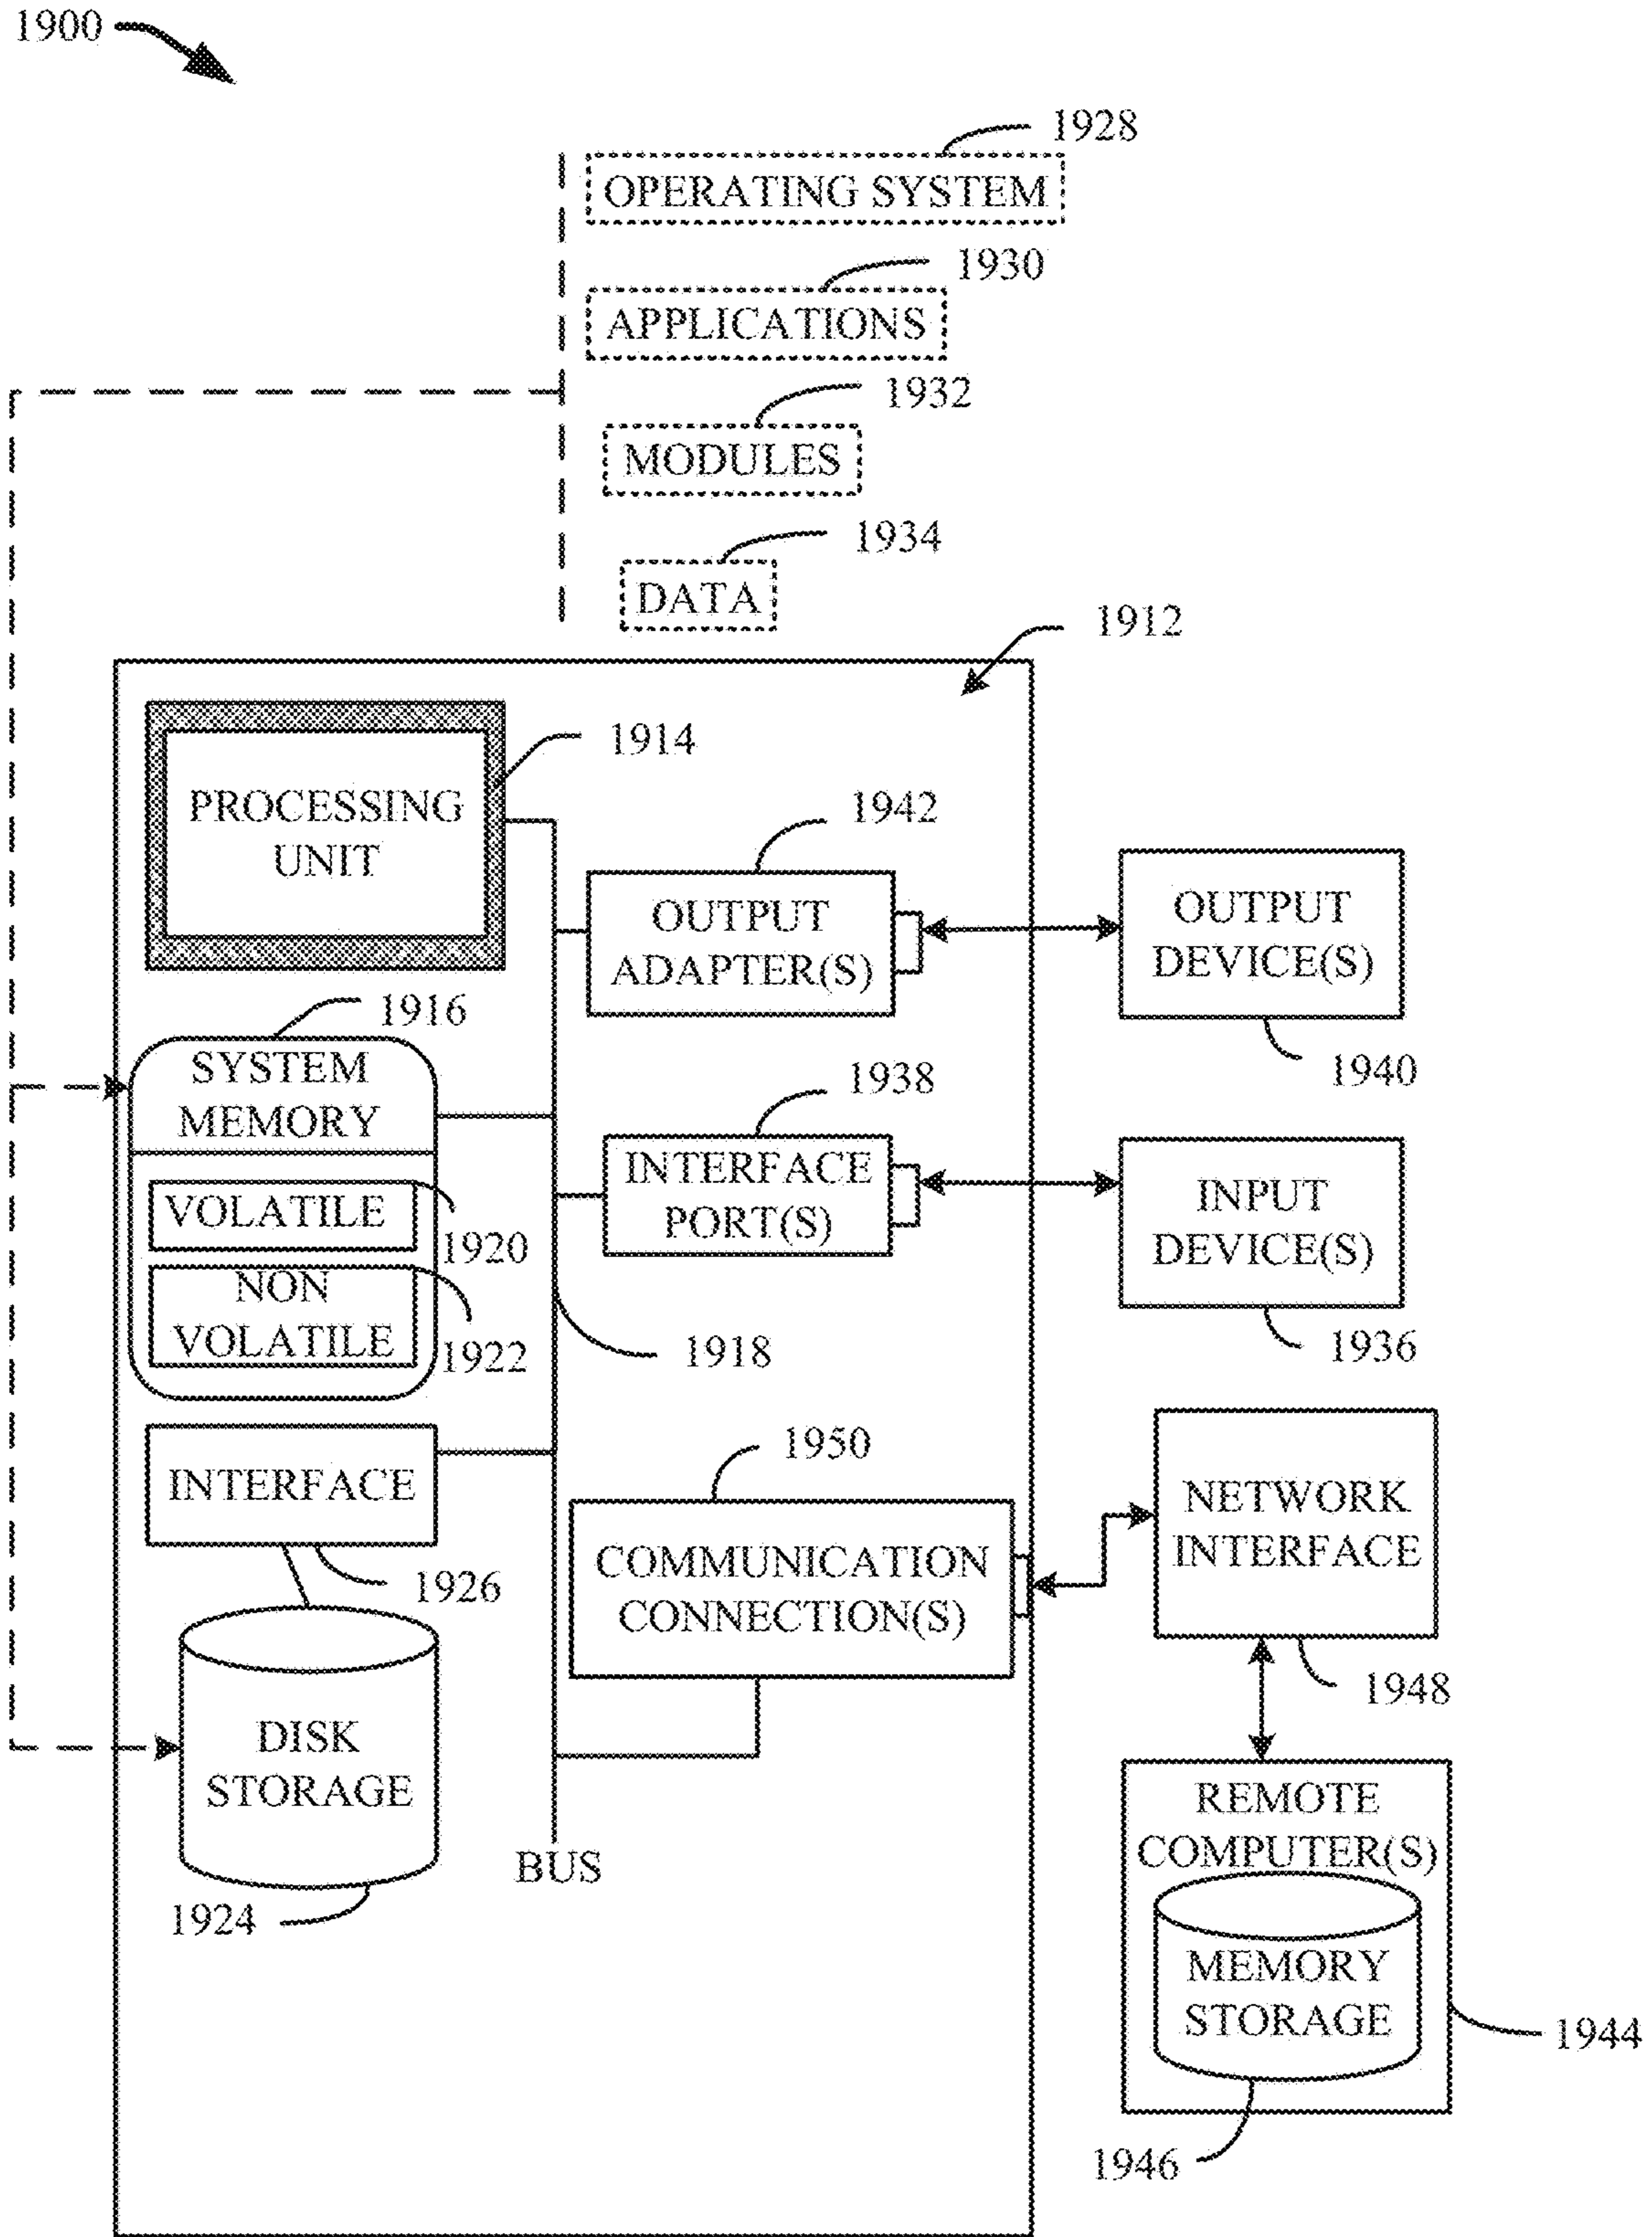 1900
1928
OPERATING SYSTEM
1930
APPLICATIONS
1932
MODULES
1934
DATA
1912
1914
PROCESSING
UNIT
1942
OUTPUT
ADAPTER(S)
OUTPUT
DEVICE(S)
1940
1916
SYSTEM
MEMORY
VOLATILE
1920
NON
VOLATILE
1922
1938
INTERFACE
PORT(S)
INPUT
DEVICE(S)
1936
1918
INTERFACE
1926
1950
COMMUNICATION
CONNECTION(S)
NETWORK
INTERFACE
1948
DISK
STORAGE
1924
BUS
REMOTE
COMPUTER(S)
MEMORY
STORAGE
1944
1946